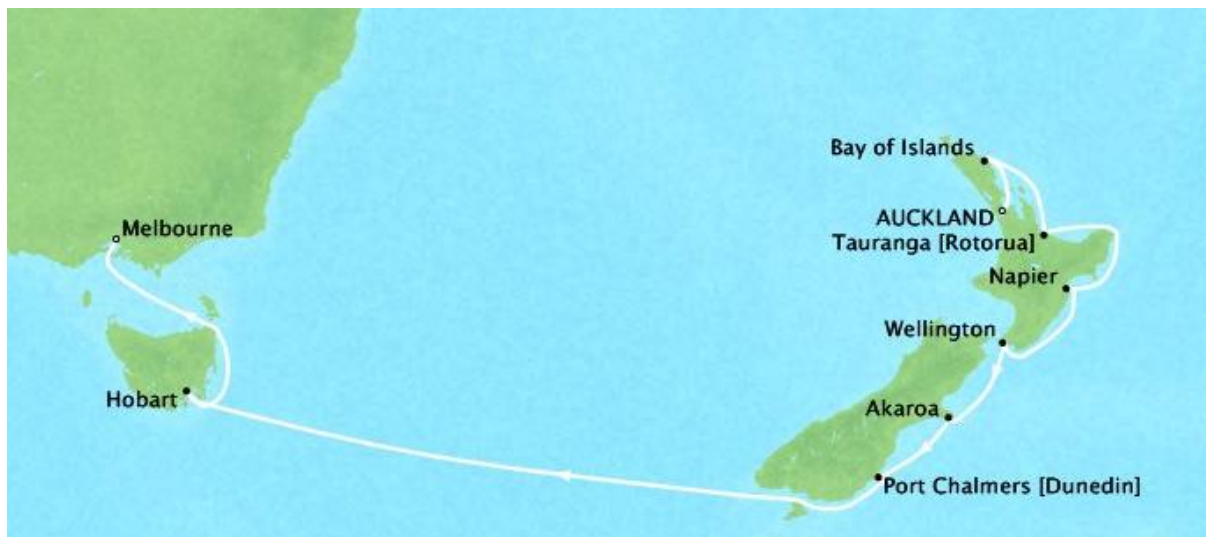 Bay of Islands
AUCKLAND
Tauranga [Rotorua]
Melbourne
Napier
Wellington
Hobart
Akaroa
Port Chalmers [Dunedin]